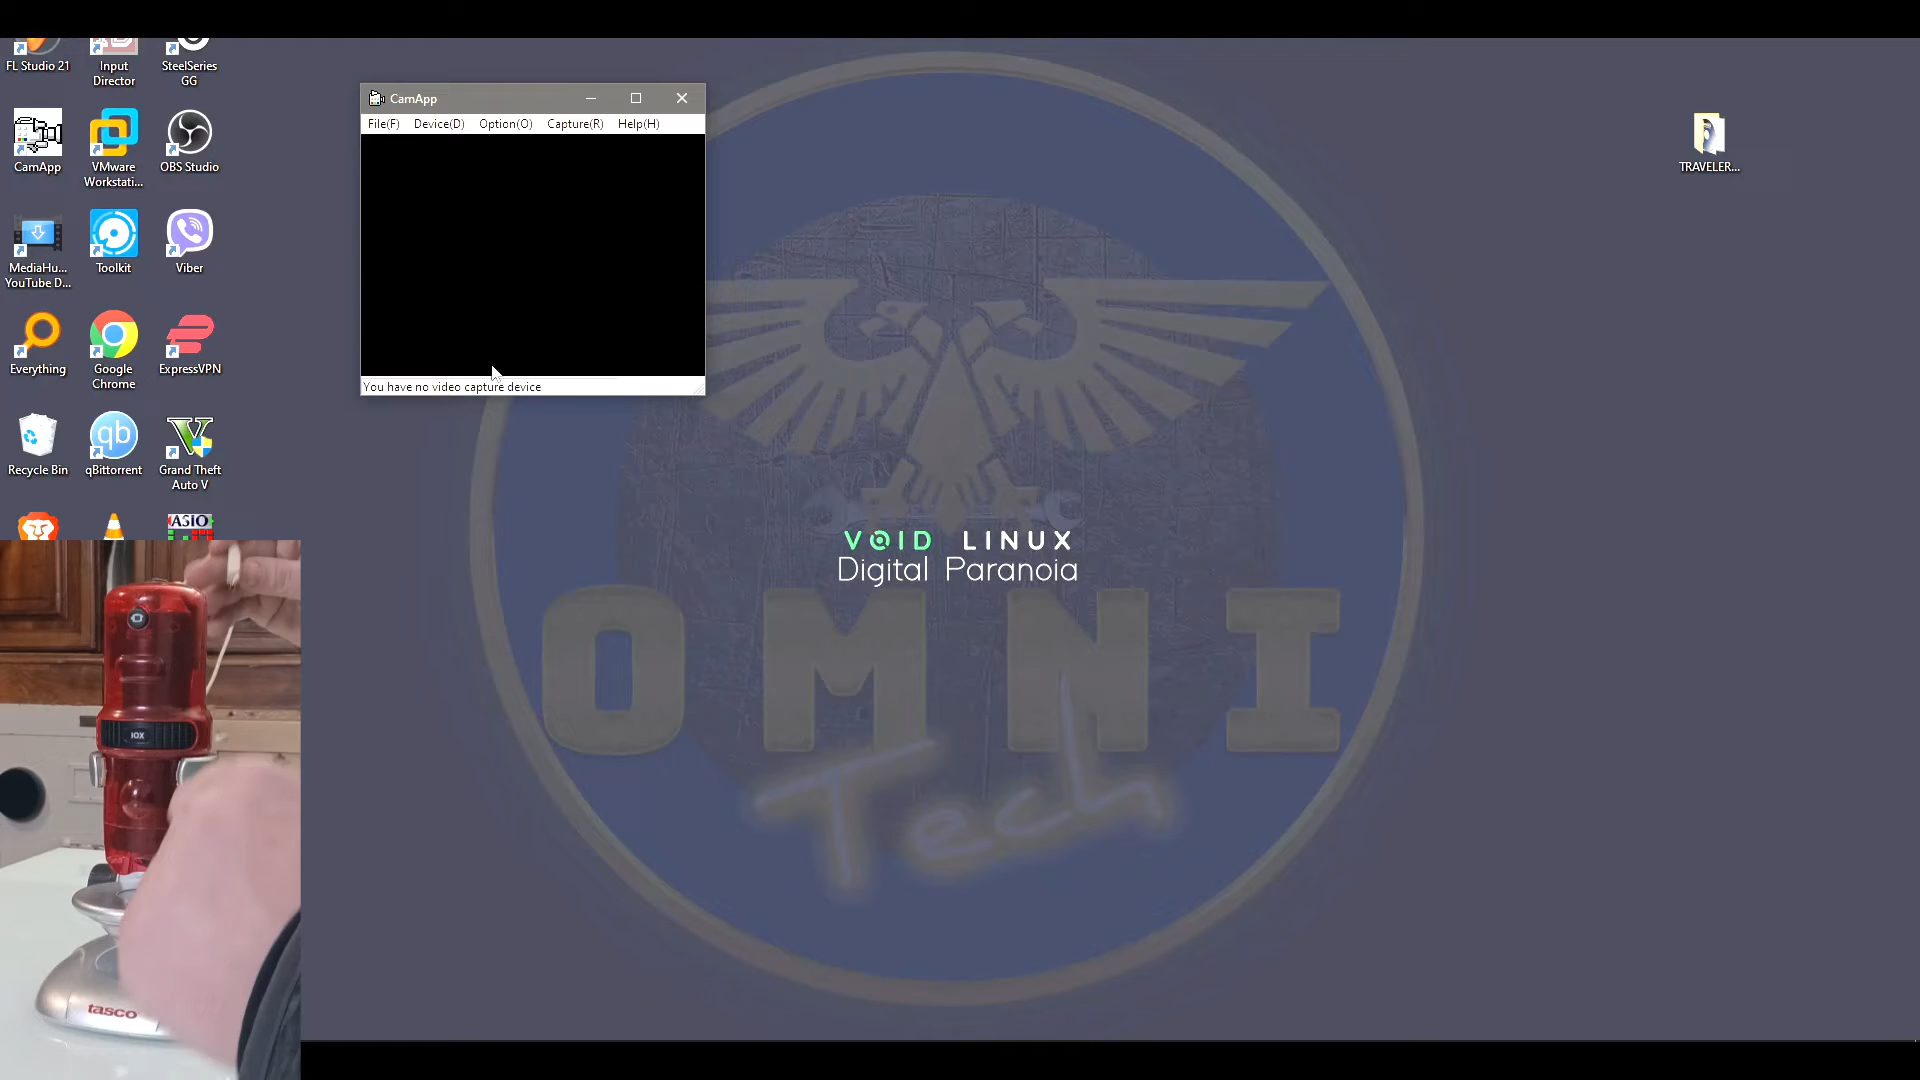 FL Studio 21
Input
Director
SteelSeries
GG
CamApp
VMware
Workstati...
OBS Studio
MediaHu...
YouTube D...
Toolkit
Viber
Everything
Google
Chrome
ExpressVPN
Recycle Bin
qb
qBittorrent
Grand Theft
Auto V
ASIO
CamApp
File(F) Device(D) Option(O) Capture(R) Help(H)
You have no video capture device
TRAVELER...
VOID LINUX
Digital Paranoia
OMNI
Tech
10X
tasco